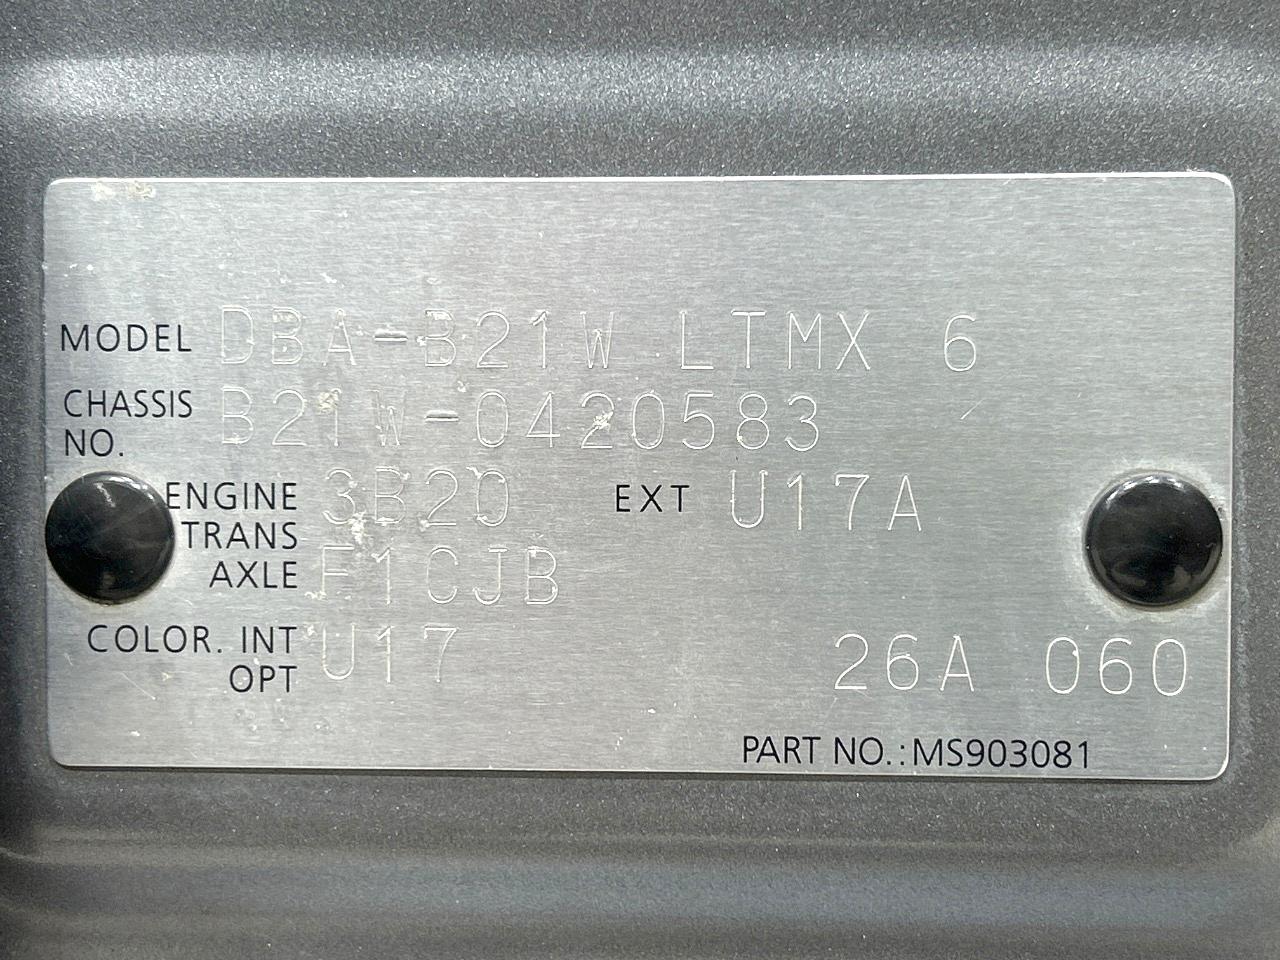 MODEL DBA-B21W LTMX 6
CHASSIS NO. B21W-0420583
ENGINE 3B20 EXT U17A
TRANS AXLE F1CJB
COLOR. INT OPT U17 26A 060
PART NO.:MS903081